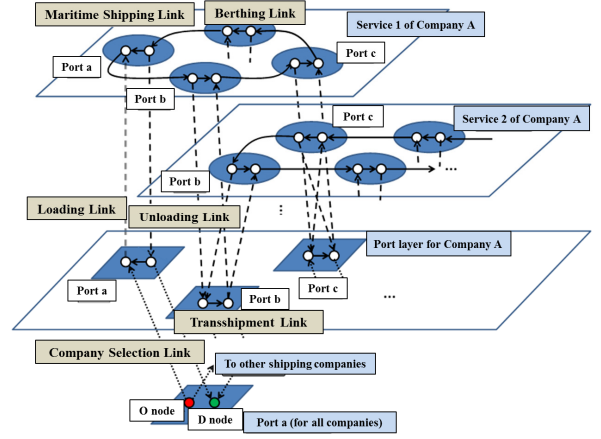 Maritime Shipping Link
Berthing Link
Service 1 of Company A
Port a
Port c
Port b
Port c
Service 2 of Company A
Port b
...
Loading Link
Unloading Link
...
Port layer for Company A
Port a
Port b
Port c
...
Transshipment Link
Company Selection Link
To other shipping companies
O node
D node
Port a (for all companies)